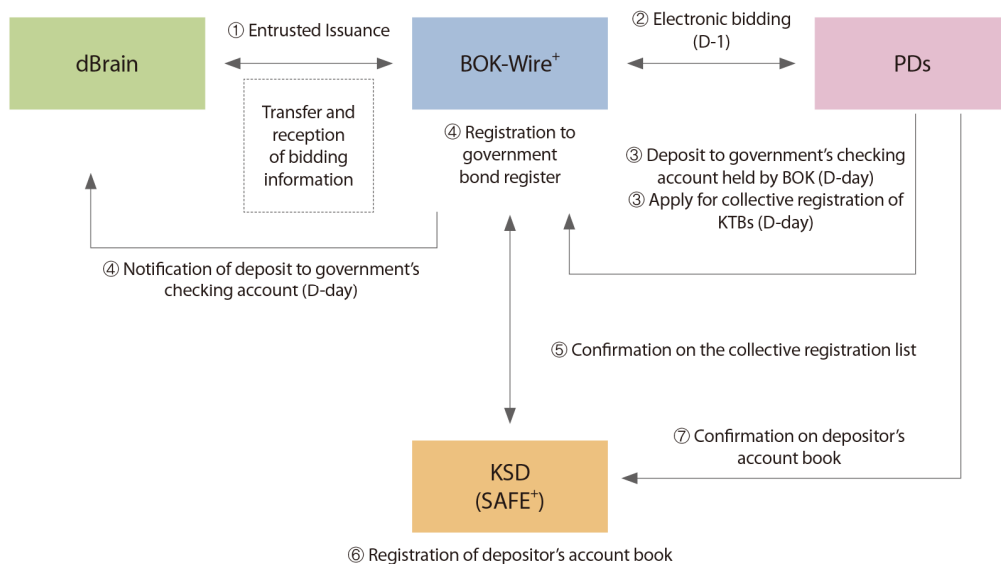 ① Entrusted Issuance
② Electronic bidding
(D-1)
dBrain
BOK-Wire⁺
PDs
Transfer and
reception
of bidding
information
④ Registration to
government
bond register
③ Deposit to government’s checking
account held by BOK (D-day)
③ Apply for collective registration of
KTBs (D-day)
④ Notification of deposit to government’s
checking account (D-day)
⑤ Confirmation on the collective registration list
⑦ Confirmation on depositor’s
account book
KSD
(SAFE⁺)
⑥ Registration of depositor’s account book